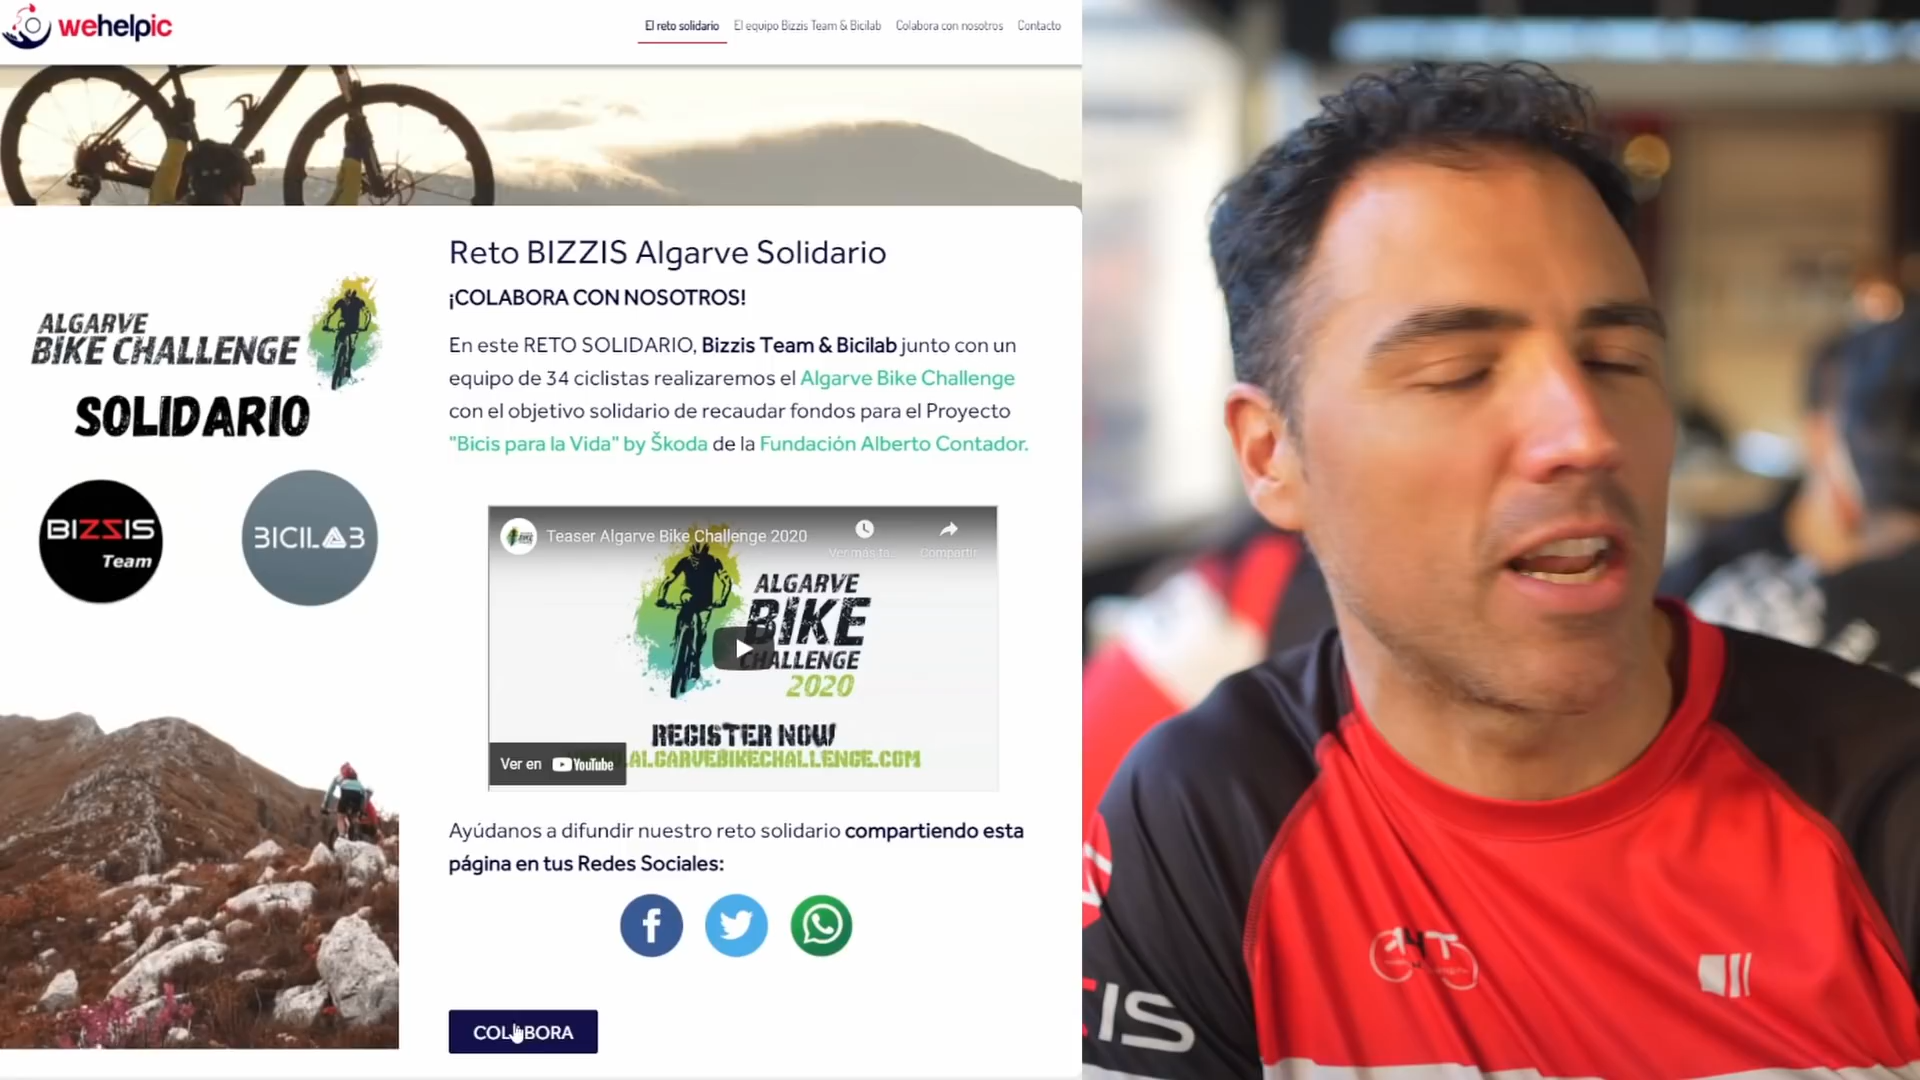 wehelpic
El reto solidario
El equipo Bizzis Team & Bicilab
Colabora con nosotros
Contacto
ALGARVE
BIKE CHALLENGE
SOLIDARIO
BIZZIS
Team
BICILAB
Reto BIZZIS Algarve Solidario
¡COLABORA CON NOSOTROS!
En este RETO SOLIDARIO, Bizzis Team & Bicilab junto con un
equipo de 34 ciclistas realizaremos el Algarve Bike Challenge
con el objetivo solidario de recaudar fondos para el Proyecto
"Bicis para la Vida" by Škoda de la Fundación Alberto Contador.
Teaser Algarve Bike Challenge 2020
Ver más ta...
Compartir
ALGARVE
BIKE
CHALLENGE
2020
REGISTER NOW
.ALGARVEBIKECHALLENGE.COM
Ver en YouTube
Ayúdanos a difundir nuestro reto solidario compartiendo esta
página en tus Redes Sociales:
COLABORA
IS